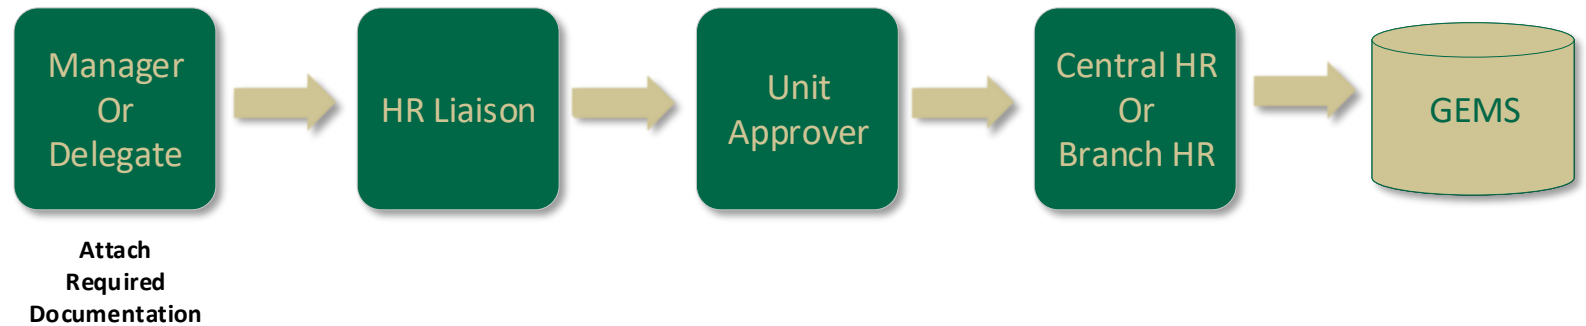 Manager
Or
Delegate
HR Liaison
Unit
Approver
Central HR
Or
Branch HR
GEMS
Attach
Required
Documentation